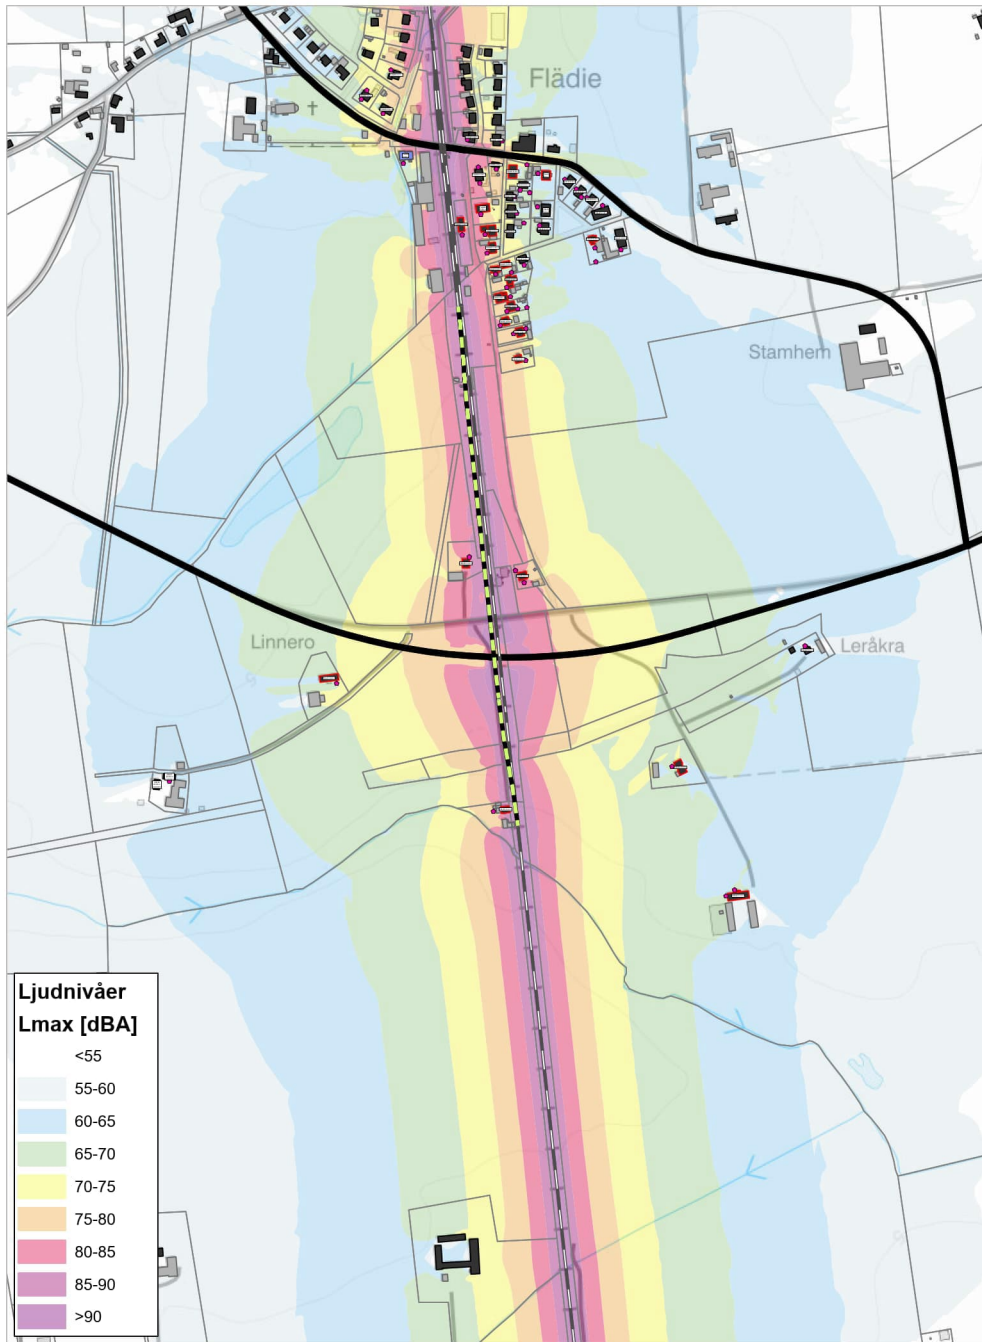 Flädie
Stamhem
Linnero
Leråkra
Ljudnivåer
Lmax [dBA]
<55
55-60
60-65
65-70
70-75
75-80
80-85
85-90
>90